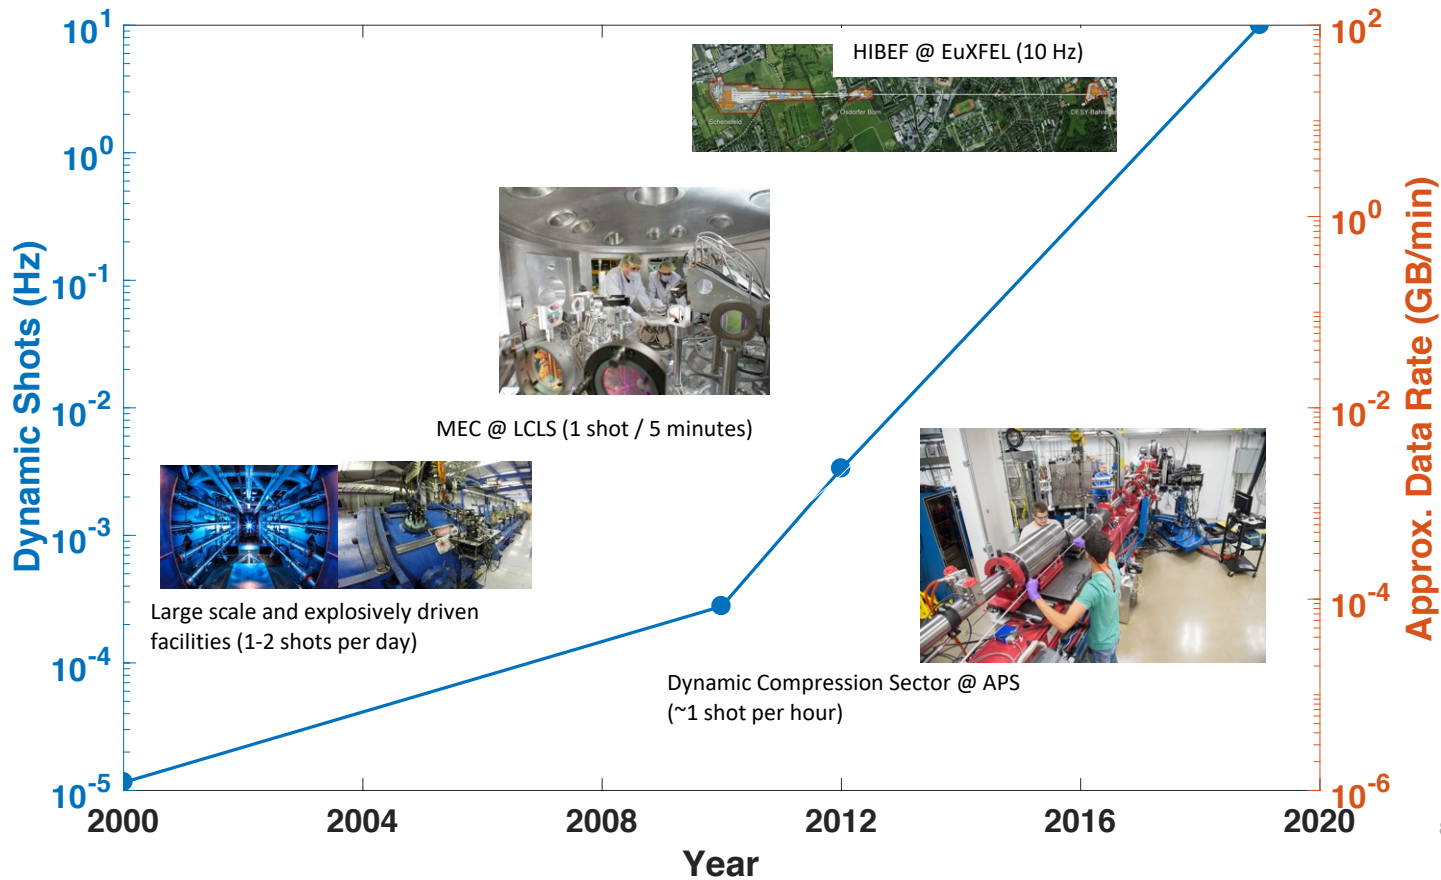 HIBEF @ EuXFEL (10 Hz)
Schenefeld
Osdorfer Born
MEC @ LCLS (1 shot / 5 minutes)
Large scale and explosively driven
facilities (1-2 shots per day)
Dynamic Compression Sector @ APS
(~1 shot per hour)
Dynamic Shots (Hz)
10^1
10^0
10^-1
10^-2
10^-3
10^-4
10^-5
Approx. Data Rate (GB/min)
10^2
10^0
10^-2
10^-4
10^-6
2000
2004
2008
2012
2016
2020
Year